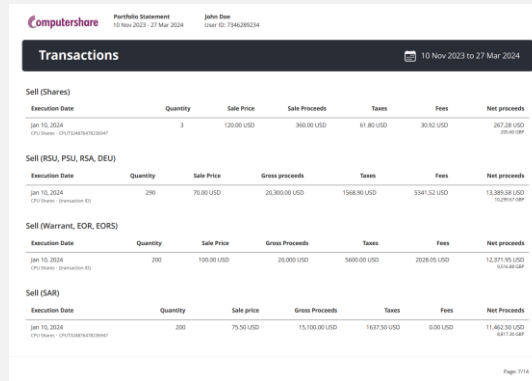 Computershare
Portfolio Statement
10 Nov 2023 - 27 Mar 2024
John Doe
User ID: 7346289234
Transactions
10 Nov 2023 to 27 Mar 2024
Sell (Shares)
Execution Date Quantity Sale Price Sale Proceeds Taxes Fees Net proceeds
Jan 10, 2024 3 120.00 USD 360.00 USD 61.80 USD 30.92 USD 267.28 USD
CPU Shares -
Sell (RSU, PSU, RSA, DEU)
Execution Date Quantity Sale Price Gross proceeds Taxes Fees Net proceeds
Jan 10, 2024 290 70.00 USD 20,300.00 USD 1568.90 USD 5341.52 USD 13,389.58 USD
CPU Shares - (transaction ID) 10,299.67 GBP
Sell (Warrant, EOR, EORS)
Execution Date Quantity Sale Price Gross Proceeds Taxes Fees Net proceeds
Jan 10, 2024 200 100.00 USD 20,000 USD 5600.00 USD 2028.05 USD 12,371.95 USD
CPU Shares - (transaction ID)
Sell (SAR)
Execution Date Quantity Sale price Gross Proceeds Taxes Fees Net Proceeds
Jan 10, 2024 200 75.50 USD 15,100.00 USD 1637.50 USD 0.00 USD 11,462.50 USD
CPU Shares -
Page: 7/14